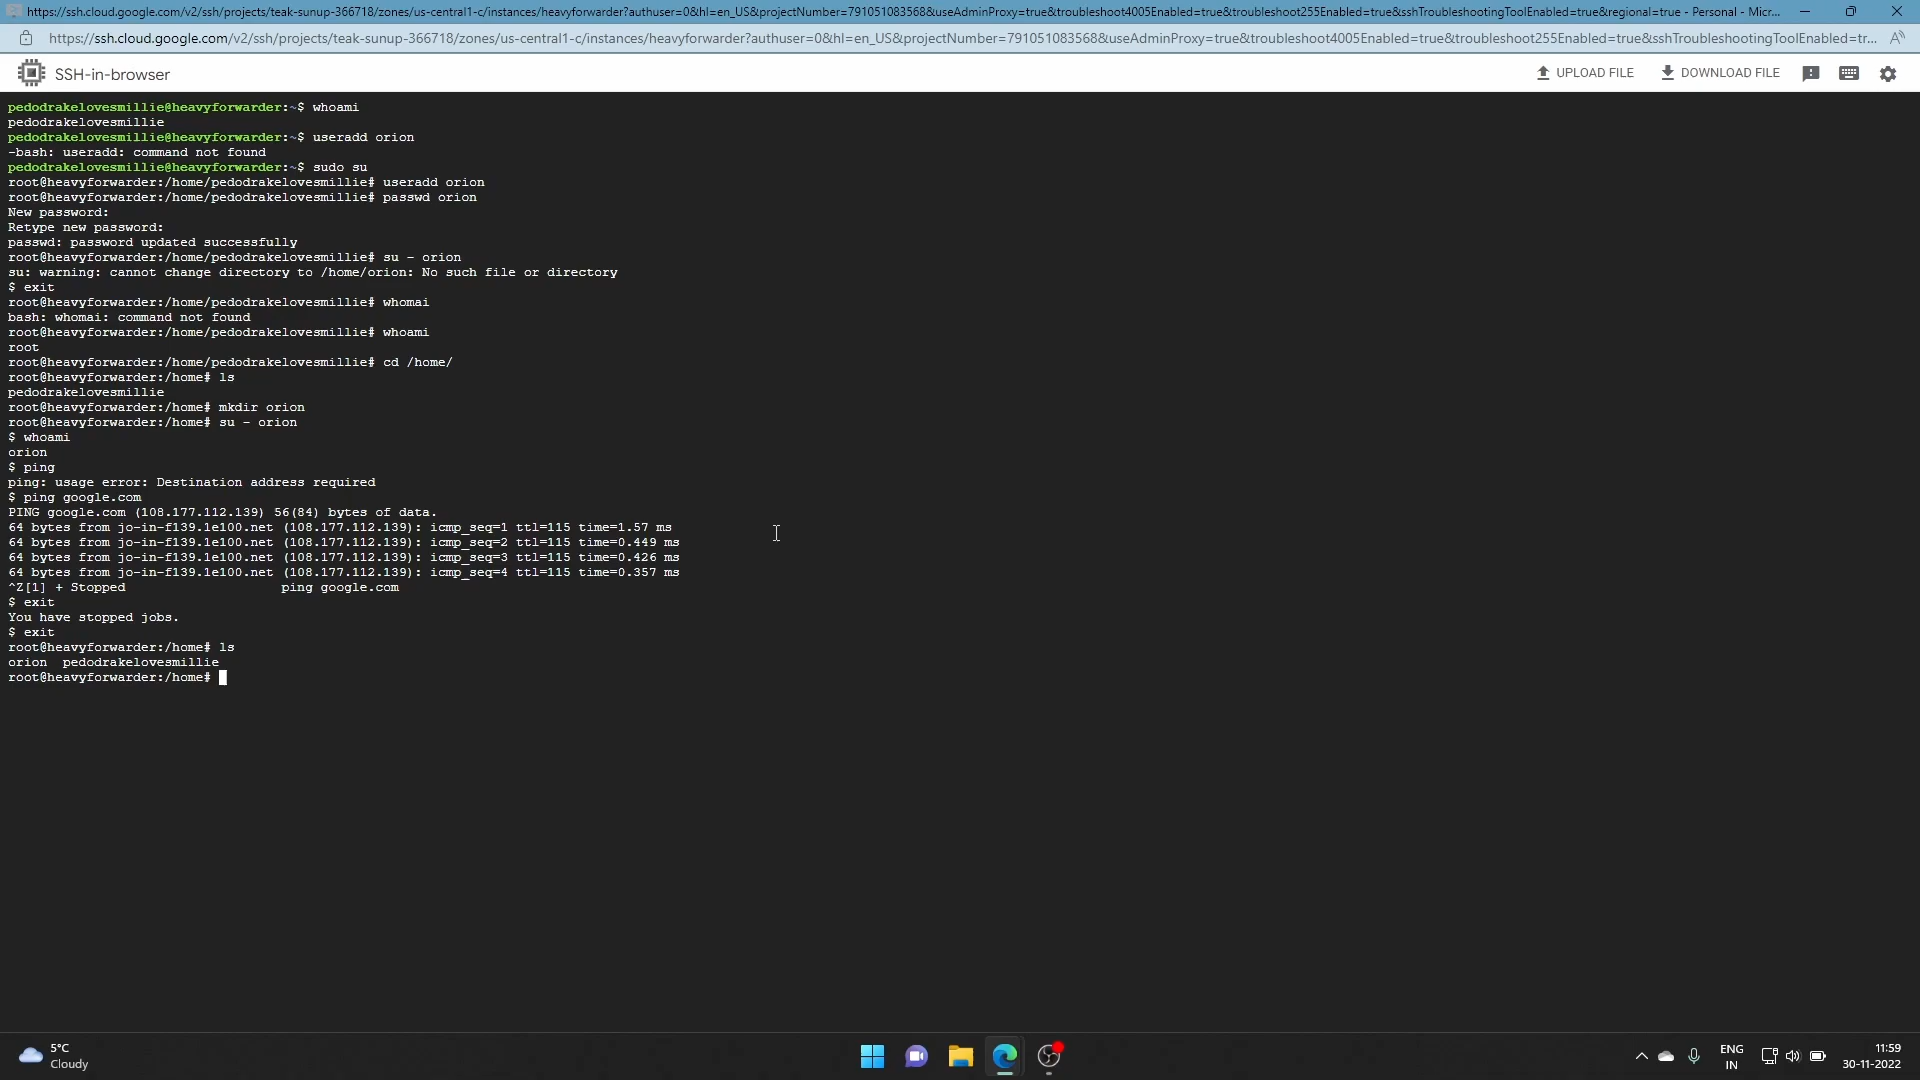 https://ssh.cloud.google.com/v2/ssh/projects/teak-sunup-366718/zones/us-central1-c/instances/heavyforwarder?authuser=0&hl=en_US&projectNumber=791051083568&useAdminProxy=true&troubleshoot4005Enabled=true&troubleshoot255Enabled=true&sshTroubleshootingToolEnabled=true&regional=true - Personal - Micr...
https://ssh.cloud.google.com/v2/ssh/projects/teak-sunup-366718/zones/us-central1-c/instances/heavyforwarder?authuser=0&hl=en_US&projectNumber=791051083568&useAdminProxy=true&troubleshoot4005Enabled=true&troubleshoot255Enabled=true&sshTroubleshootingToolEnabled=tr...
SSH-in-browser
UPLOAD FILE
DOWNLOAD FILE
pedodrakelovesmillie@heavyforwarder:~$ whoami
pedodrakelovesmillie
pedodrakelovesmillie@heavyforwarder:~$ useradd orion
-bash: useradd: command not found
pedodrakelovesmillie@heavyforwarder:~$ sudo su
root@heavyforwarder:/home/pedodrakelovesmillie# useradd orion
root@heavyforwarder:/home/pedodrakelovesmillie# passwd orion
New password:
Retype new password:
passwd: password updated successfully
root@heavyforwarder:/home/pedodrakelovesmillie# su - orion
su: warning: cannot change directory to /home/orion: No such file or directory
$ exit
root@heavyforwarder:/home/pedodrakelovesmillie# whomai
bash: whomai: command not found
root@heavyforwarder:/home/pedodrakelovesmillie# whoami
root
root@heavyforwarder:/home/pedodrakelovesmillie# cd /home/
root@heavyforwarder:/home# ls
pedodrakelovesmillie
root@heavyforwarder:/home# mkdir orion
root@heavyforwarder:/home# su - orion
$ whoami
orion
$ ping
ping: usage error: Destination address required
$ ping google.com
PING google.com (108.177.112.139) 56(84) bytes of data.
64 bytes from jo-in-f139.1e100.net (108.177.112.139): icmp_seq=1 ttl=115 time=1.57 ms
64 bytes from jo-in-f139.1e100.net (108.177.112.139): icmp_seq=2 ttl=115 time=0.449 ms
64 bytes from jo-in-f139.1e100.net (108.177.112.139): icmp_seq=3 ttl=115 time=0.426 ms
64 bytes from jo-in-f139.1e100.net (108.177.112.139): icmp_seq=4 ttl=115 time=0.357 ms
^Z[1] + Stopped                    ping google.com
$ exit
You have stopped jobs.
$ exit
root@heavyforwarder:/home# ls
orion  pedodrakelovesmillie
root@heavyforwarder:/home#
5°C
Cloudy
ENG
IN
11:59
30-11-2022